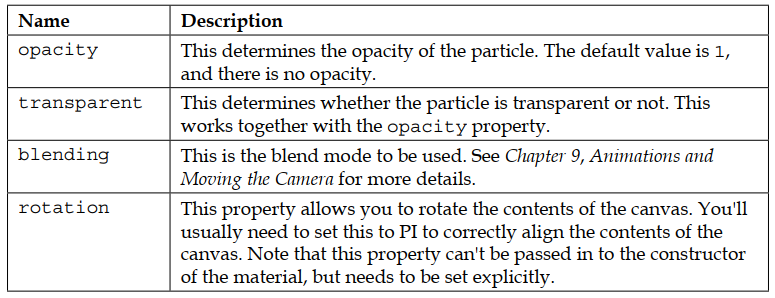 Name Description
opacity This determines the opacity of the particle. The default value is 1,
and there is no opacity.
transparent This determines whether the particle is transparent or not. This
works together with the opacity property.
blending This is the blend mode to be used. See Chapter 9, Animations and
Moving the Camera for more details.
rotation This property allows you to rotate the contents of the canvas. You'll
usually need to set this to PI to correctly align the contents of the
canvas. Note that this property can't be passed in to the constructor
of the material, but needs to be set explicitly.